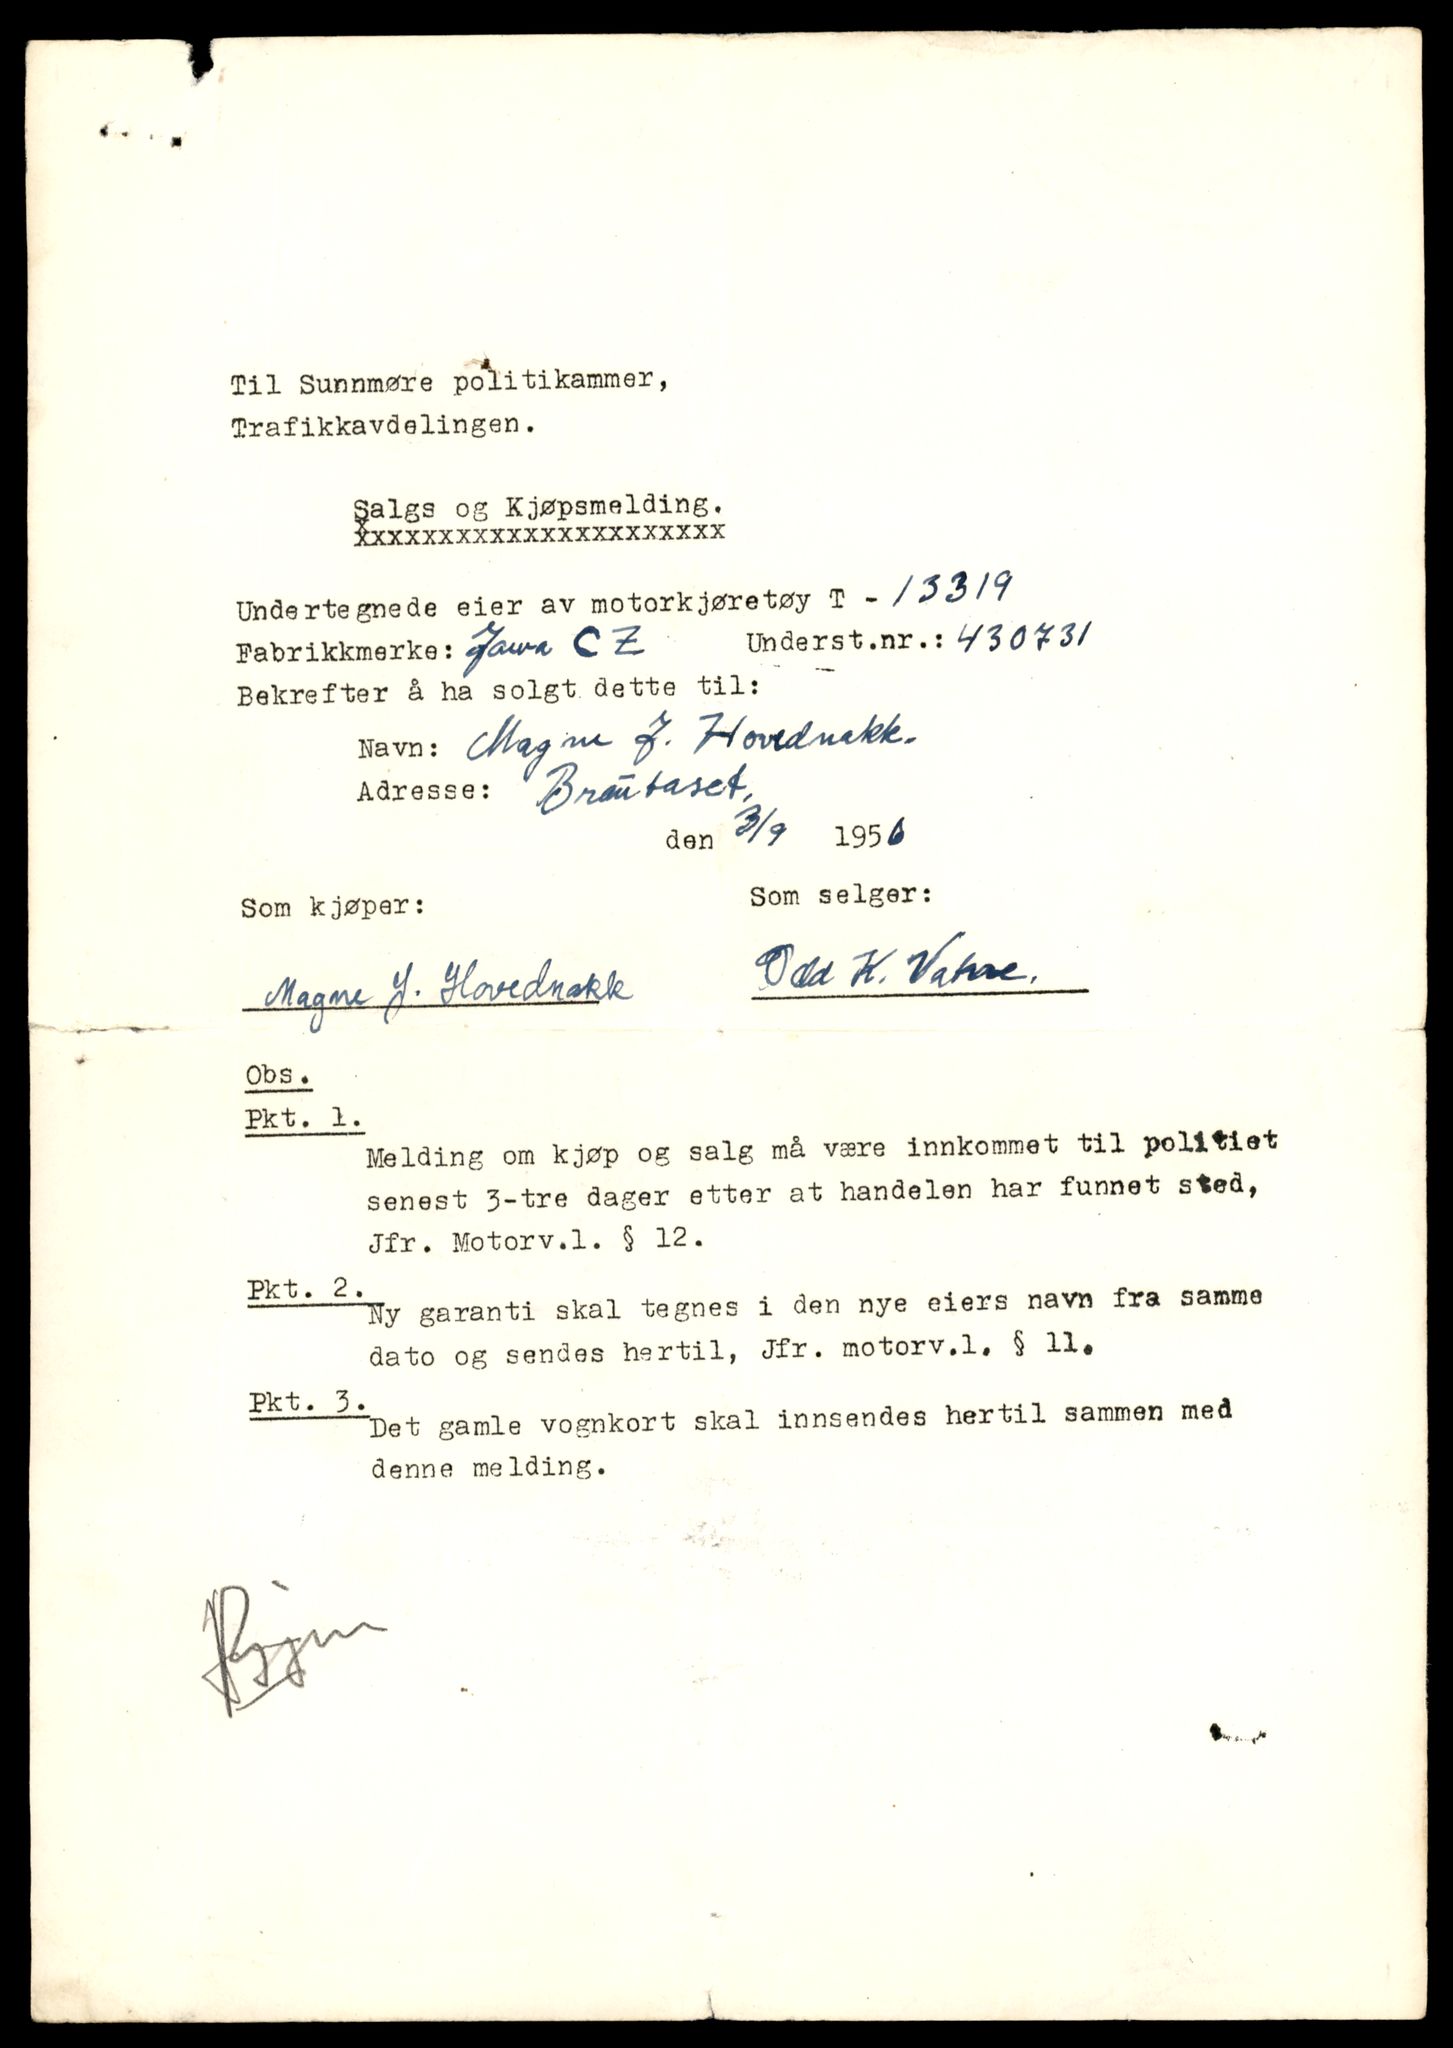 Til Sunnmøre politikammer,
Trafikkavdelingen.
Salgs og Kjøpsmelding.
xxxxxxxxxxxxxxxxxxxxxx
Undertegnede eier av motorkjøretøy T - 13319
Fabrikkmerke: Jawa CZ Underst.nr.: 430731
Bekrefter å ha solgt dette til:
Navn: Magne J. Hovednakk.
Adresse: Brautaset,
den 3/9 1956
Som kjøper: Som selger:
Magne J. Hovednakk Odd K. Vatne.
Obs.
Pkt. 1.
Melding om kjøp og salg må være innkommet til politiet
senest 3-tre dager etter at handelen har funnet sted,
Jfr. Motorv.l. § 12.
Pkt. 2.
Ny garanti skal tegnes i den nye eiers navn fra samme
dato og sendes hertil, Jfr. motorv.l. § 11.
Pkt. 3.
Det gamle vognkort skal innsendes hertil sammen med
denne melding.